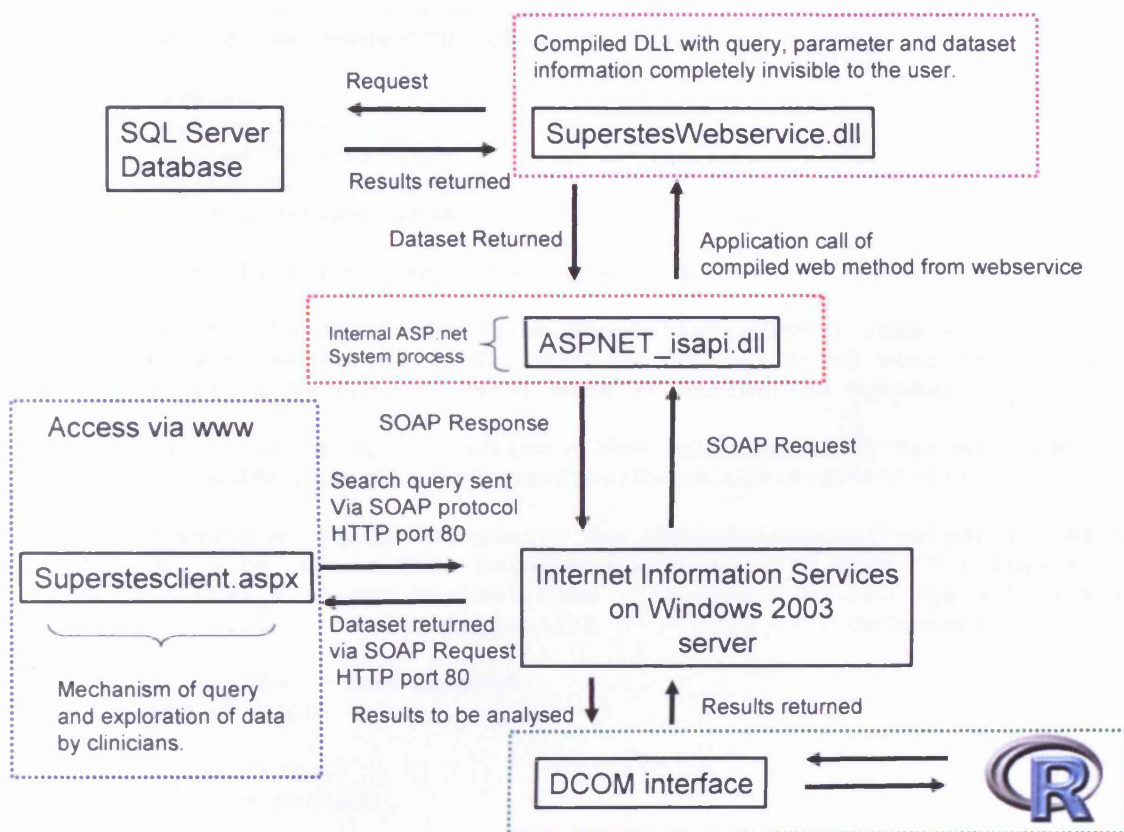 Compiled DLL with query, parameter and dataset
information completely invisible to the user.
Request
SQL Server
Database
SuperstesWebservice.dll
Results returned
Dataset Returned
Application call of
compiled web method from webservice
Internal ASP.net
System process
ASPNET_isapi.dll
SOAP Response
SOAP Request
Access via www
Search query sent
Via SOAP protocol
HTTP port 80
Superstesclient.aspx
Internet Information Services
on Windows 2003
server
Dataset returned
via SOAP Request
HTTP port 80
Mechanism of query
and exploration of data
by clinicians.
Results to be analysed
Results returned
DCOM interface
R